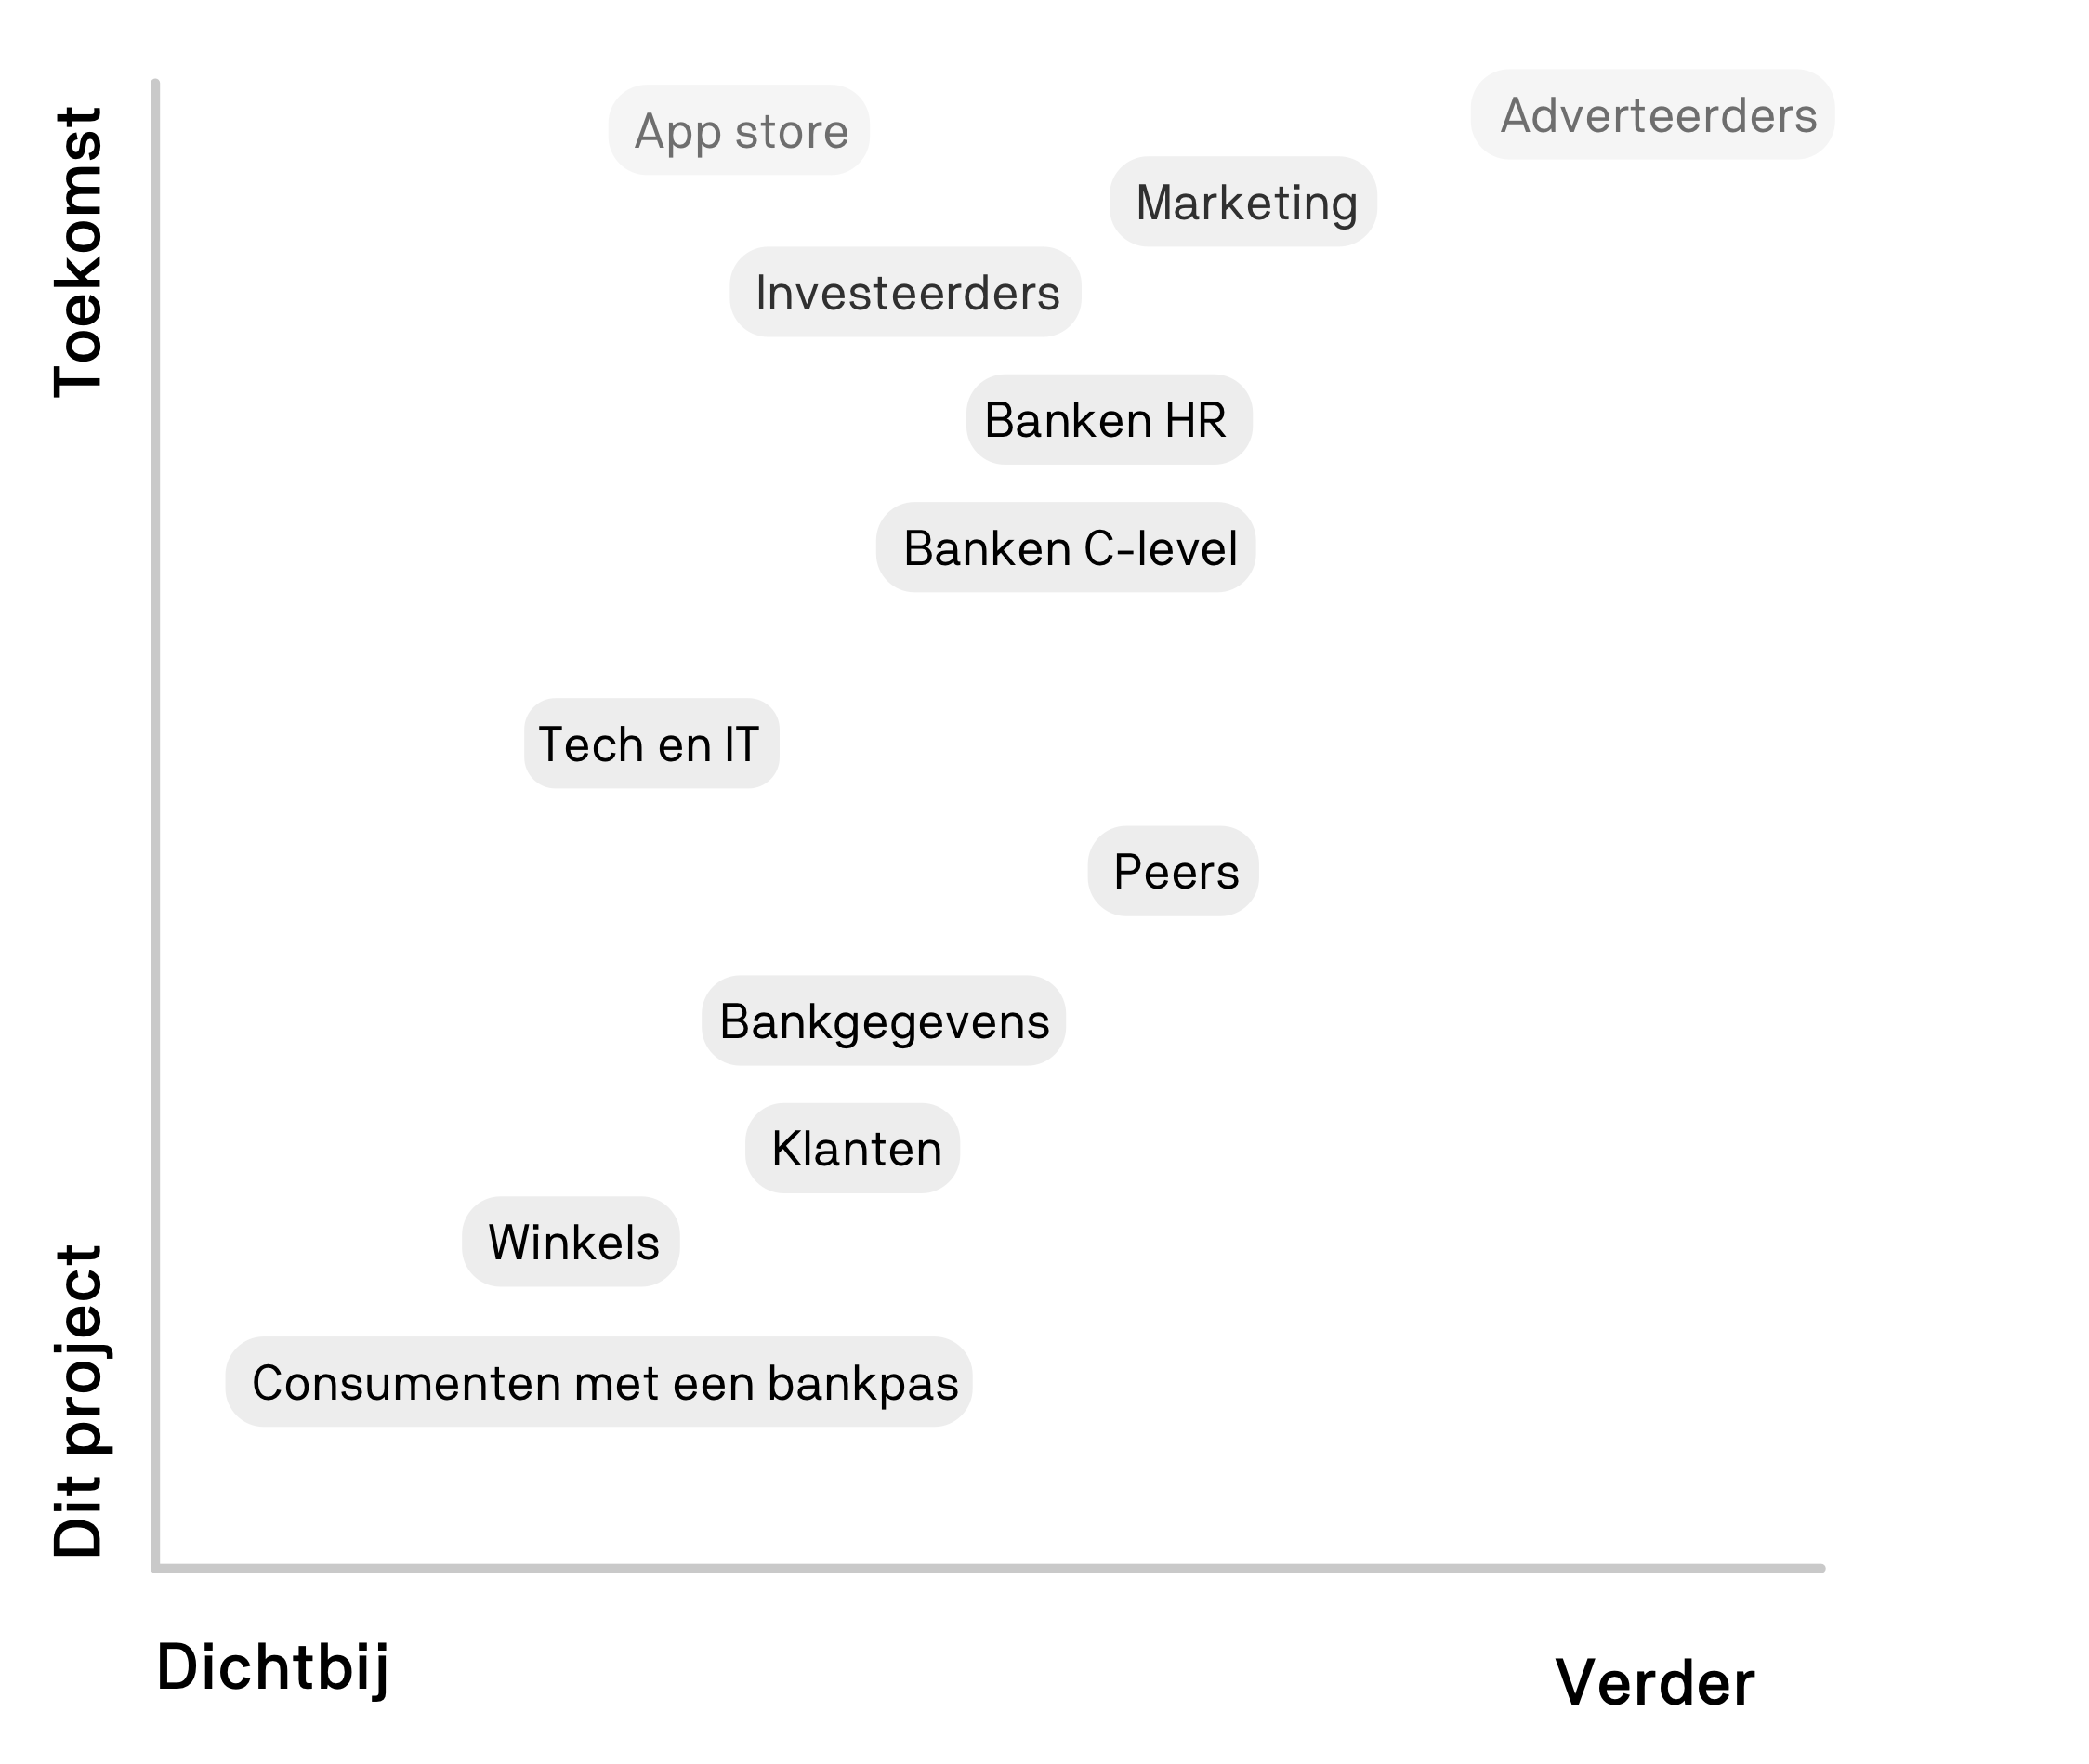 Toekomst
App store
Adverteerders
Marketing
Investeerders
Banken HR
Banken C-level
Tech en IT
Peers
Bankgegevens
Klanten
Winkels
Dit project
Consumenten met een bankpas
Dichtbij
Verder